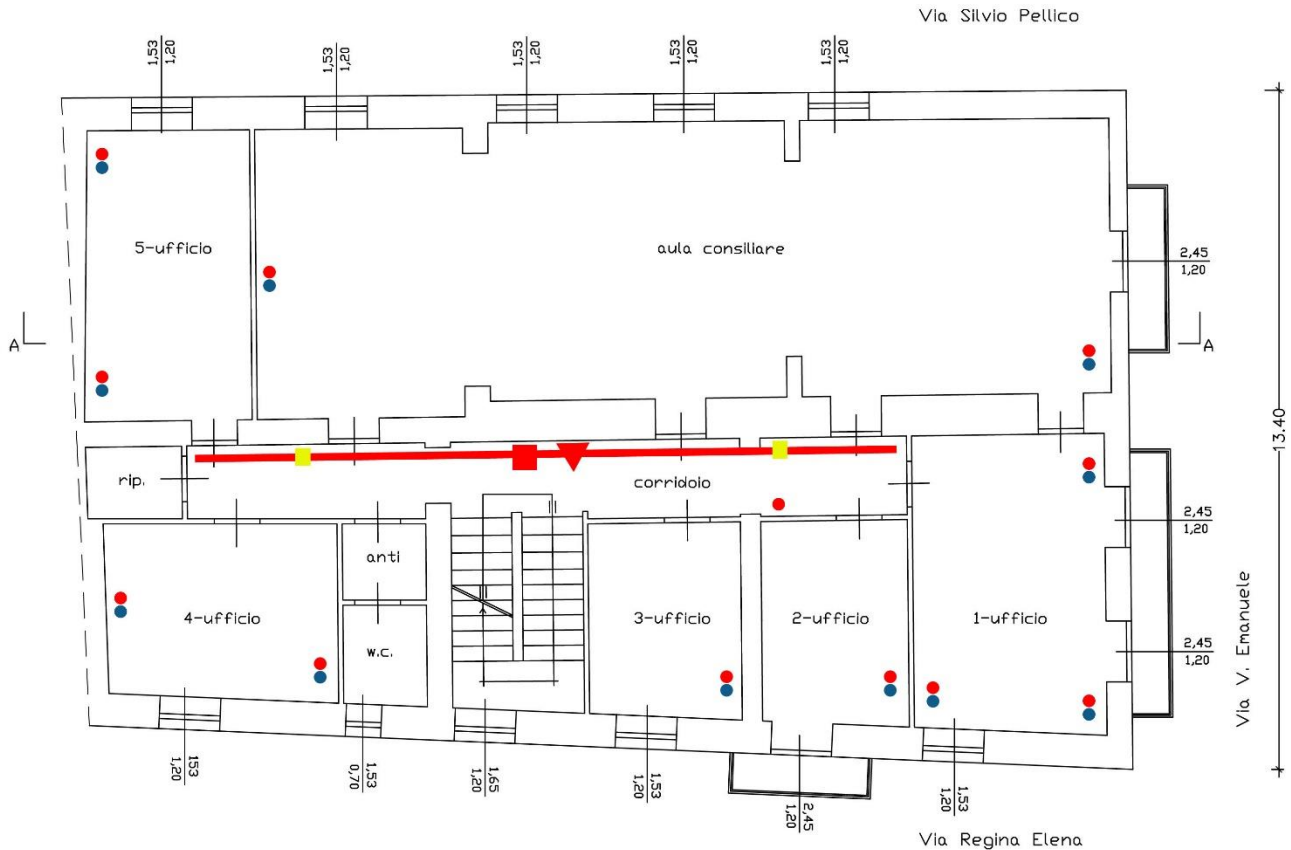 Via Silvio Pellico
1,53
1,20
1,53
1,20
1,53
1,20
1,53
1,20
1,53
1,20
5-ufficio
aula consiliare
2,45
1,20
A
A
13.40
rip.
corridoio
anti
4-ufficio
w.c.
3-ufficio
2-ufficio
1-ufficio
2,45
1,20
2,45
1,20
Via V. Emanuele
153
1,20
1,53
0,70
1,65
1,20
1,53
1,20
2,45
1,20
1,53
1,20
Via Regina Elena